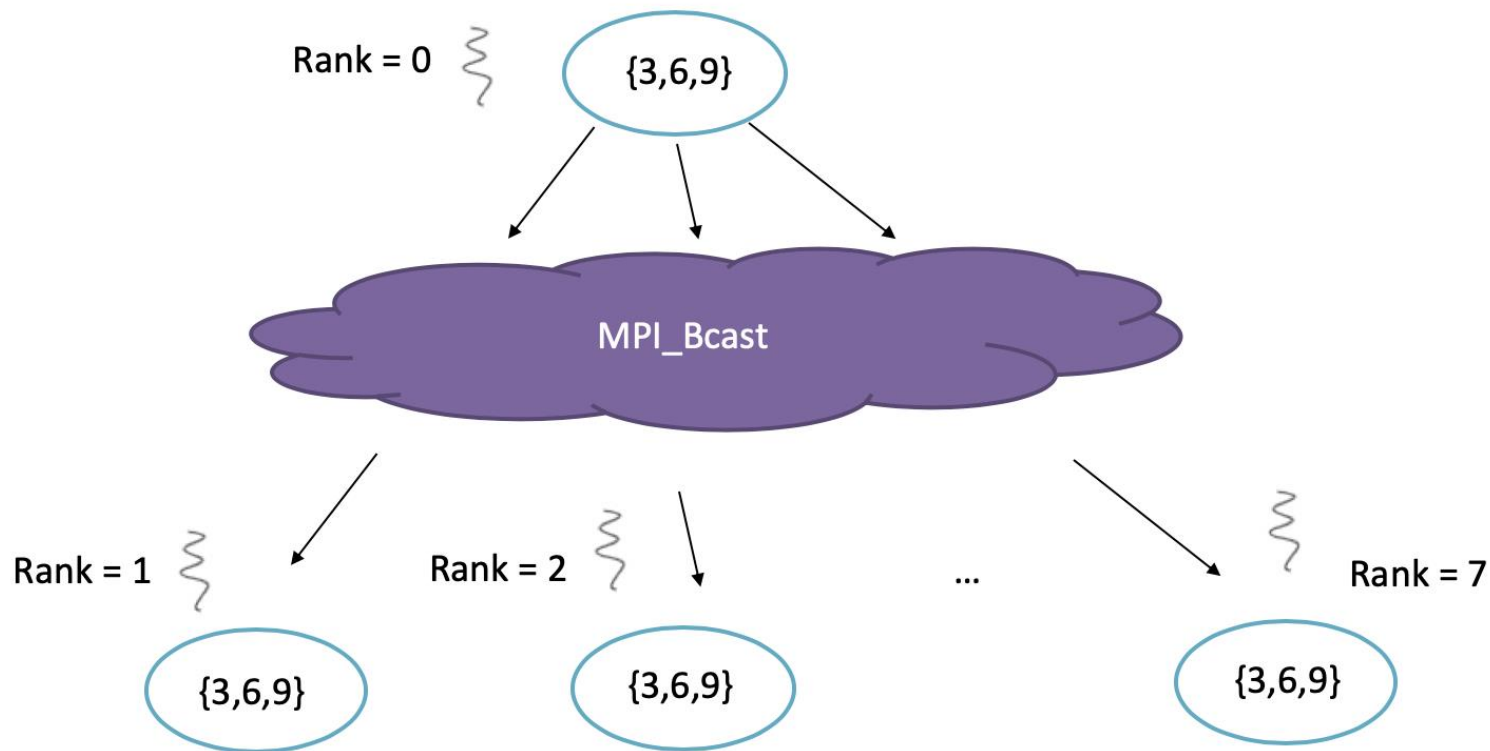 Rank = 0
{3,6,9}
MPI_Bcast
Rank = 1
Rank = 2
...
Rank = 7
{3,6,9}
{3,6,9}
{3,6,9}